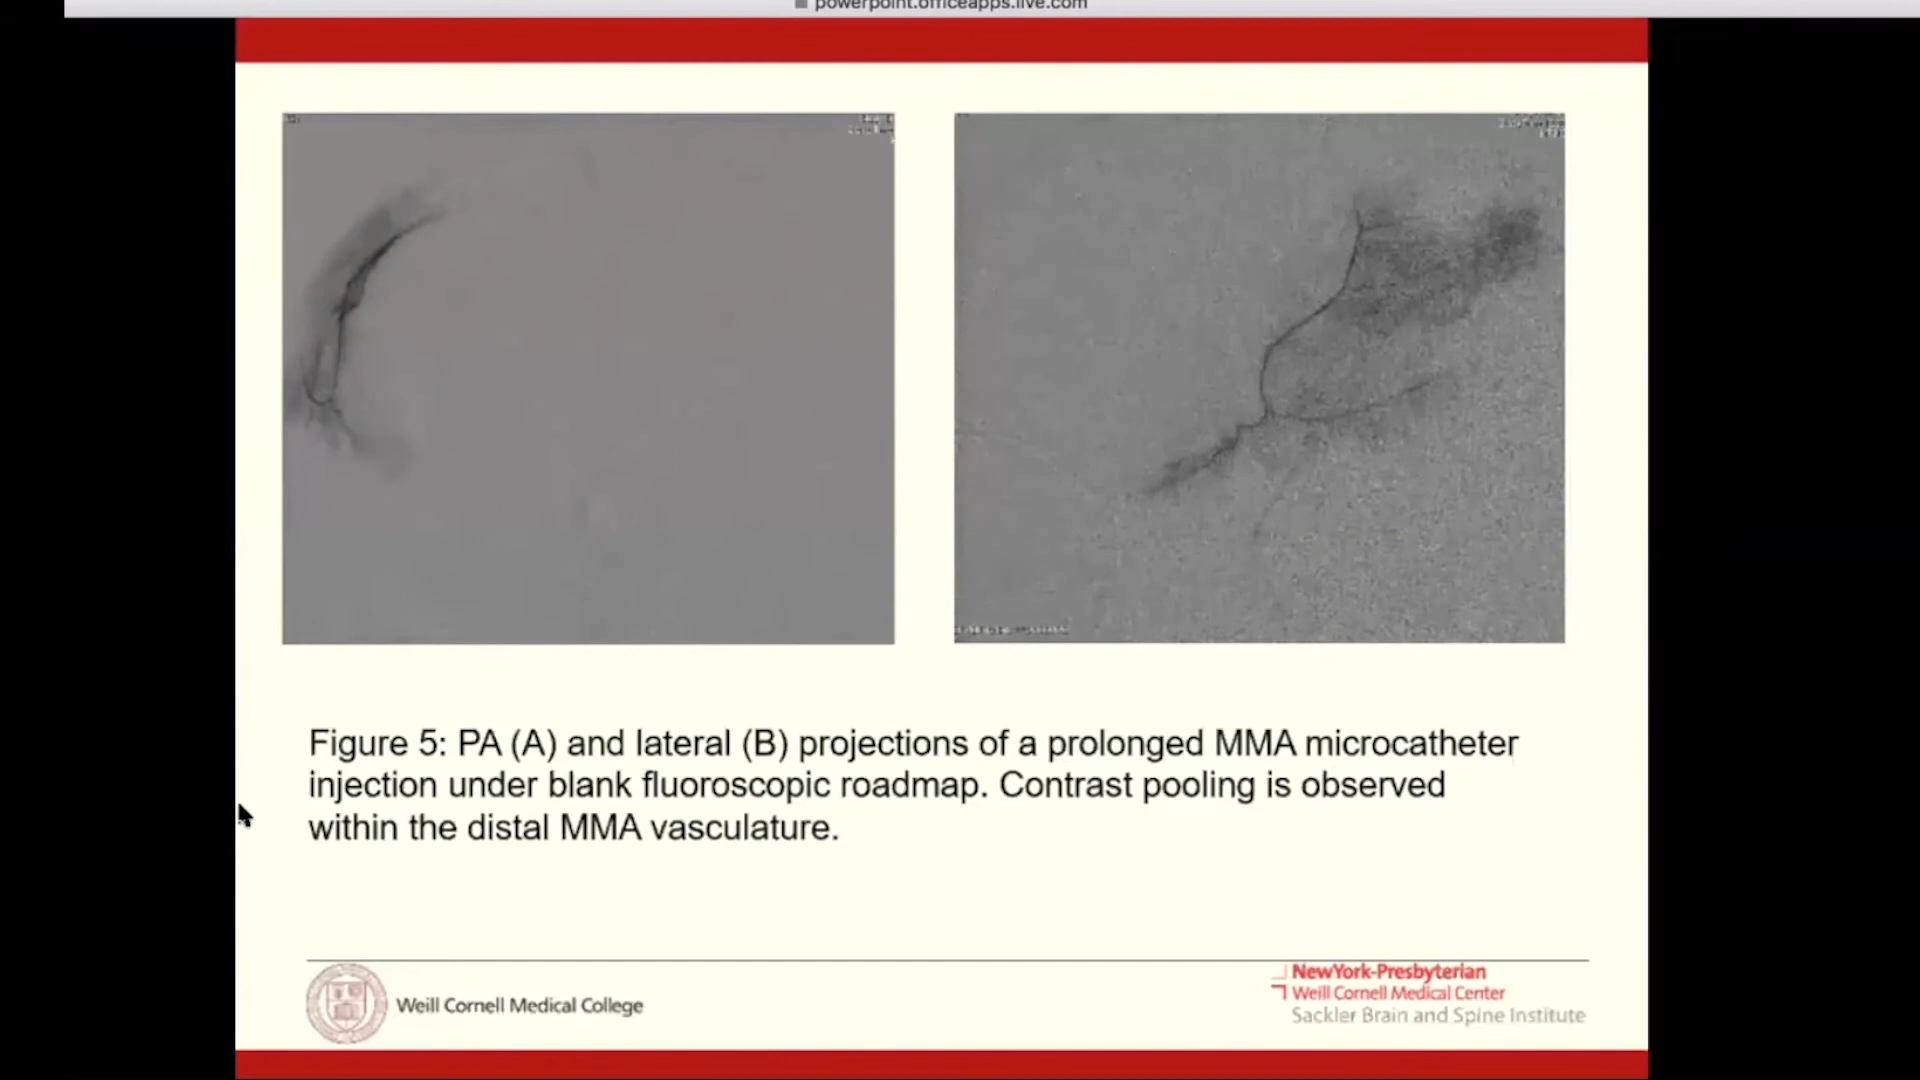 powerpoint.officeapps.live.com
Figure 5: PA (A) and lateral (B) projections of a prolonged MMA microcatheter
injection under blank fluoroscopic roadmap. Contrast pooling is observed
within the distal MMA vasculature.
Weill Cornell Medical College
NewYork-Presbyterian
Weill Cornell Medical Center
Sackler Brain and Spine Institute